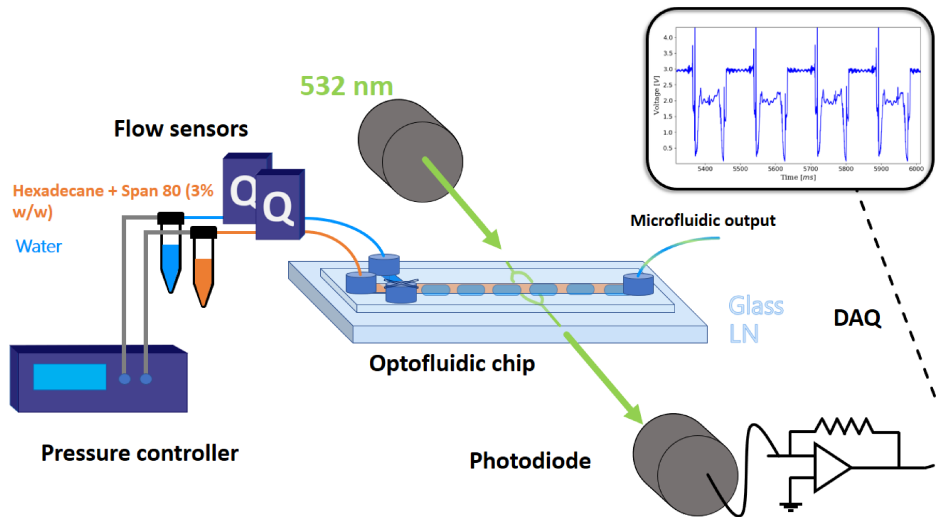 532 nm
Flow sensors
Q
Q
Hexadecane + Span 80 (3%
w/w)
Water
Pressure controller
Optofluidic chip
Microfluidic output
Glass
LN
DAQ
Photodiode
Voltage [V]
4.0
3.5
3.0
2.5
2.0
1.5
1.0
0.5
5400
5500
5600
5700
5800
5900
6000
Time [ms]